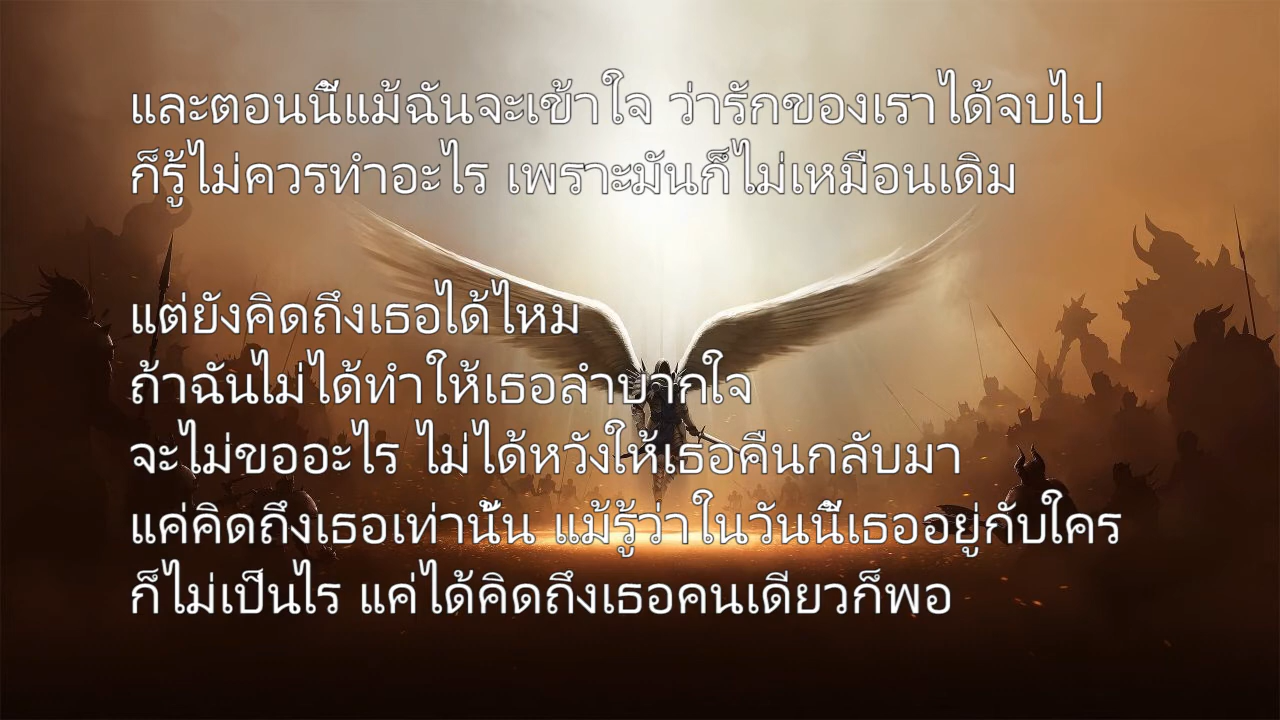 และตอนนี้แม้ฉันจะเข้าใจ ว่ารักของเราได้จบไป
ก็รู้ไม่ควรทำอะไร เพราะมันก็ไม่เหมือนเดิม
แต่ยังคิดถึงเธอได้ไหม
ถ้าฉันไม่ได้ทำให้เธอลำบากใจ
จะไม่ขออะไร ไม่ได้หวังให้เธอคืนกลับมา
แค่คิดถึงเธอเท่านั้น แม้รู้ว่าในวันนี้เธออยู่กับใคร
ก็ไม่เป็นไร แค่ได้คิดถึงเธอคนเดียวก็พอ